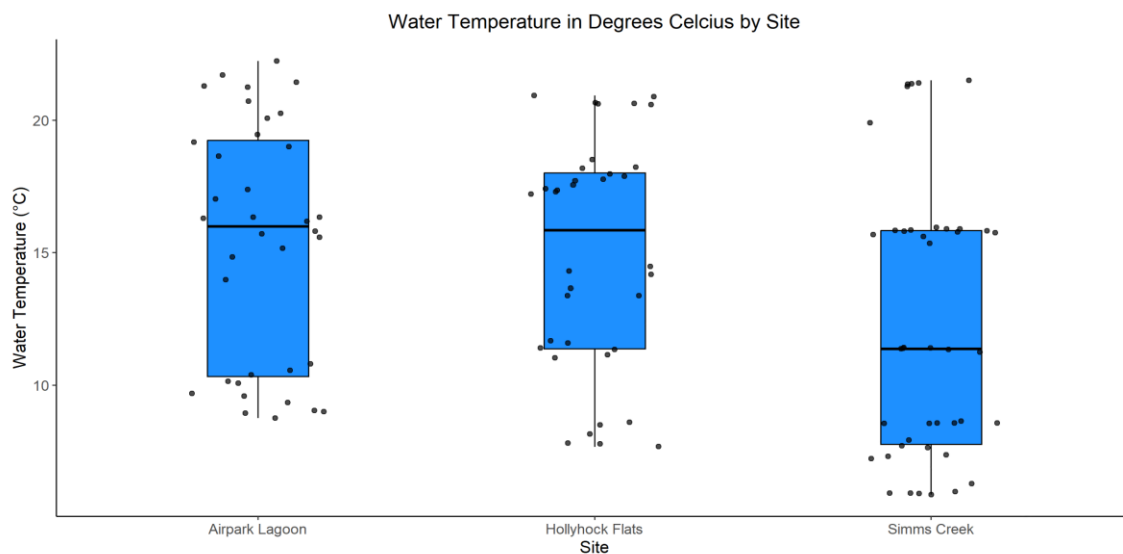 Water Temperature in Degrees Celcius by Site
Water Temperature (°C)
20
15
10
Airpark Lagoon
Hollyhock Flats
Simms Creek
Site